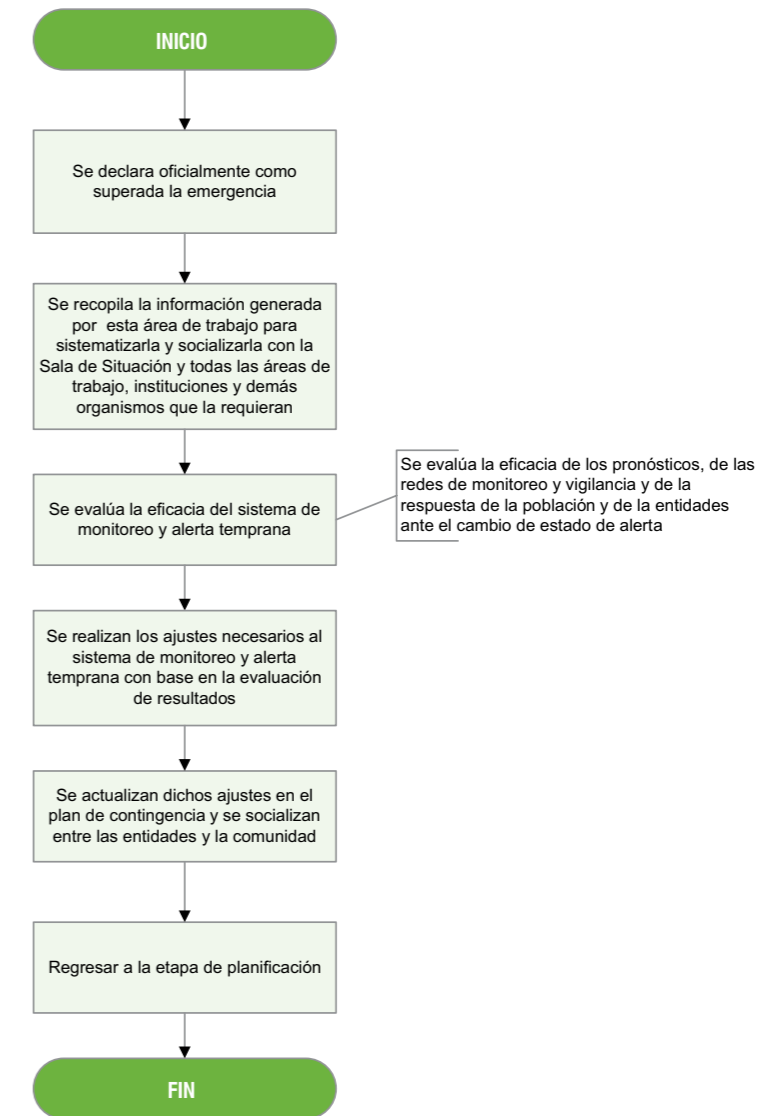 INICIO
Se declara oficialmente como
superada la emergencia
Se recopila la información generada
por esta área de trabajo para
sistematizarla y socializarla con la
Sala de Situación y todas las áreas de
trabajo, instituciones y demás
organismos que la requieran
Se evalúa la eficacia del sistema de
monitoreo y alerta temprana
Se evalúa la eficacia de los pronósticos, de las
redes de monitoreo y vigilancia y de la
respuesta de la población y de la entidades
ante el cambio de estado de alerta
Se realizan los ajustes necesarios al
sistema de monitoreo y alerta
temprana con base en la evaluación
de resultados
Se actualizan dichos ajustes en el
plan de contingencia y se socializan
entre las entidades y la comunidad
Regresar a la etapa de planificación
FIN